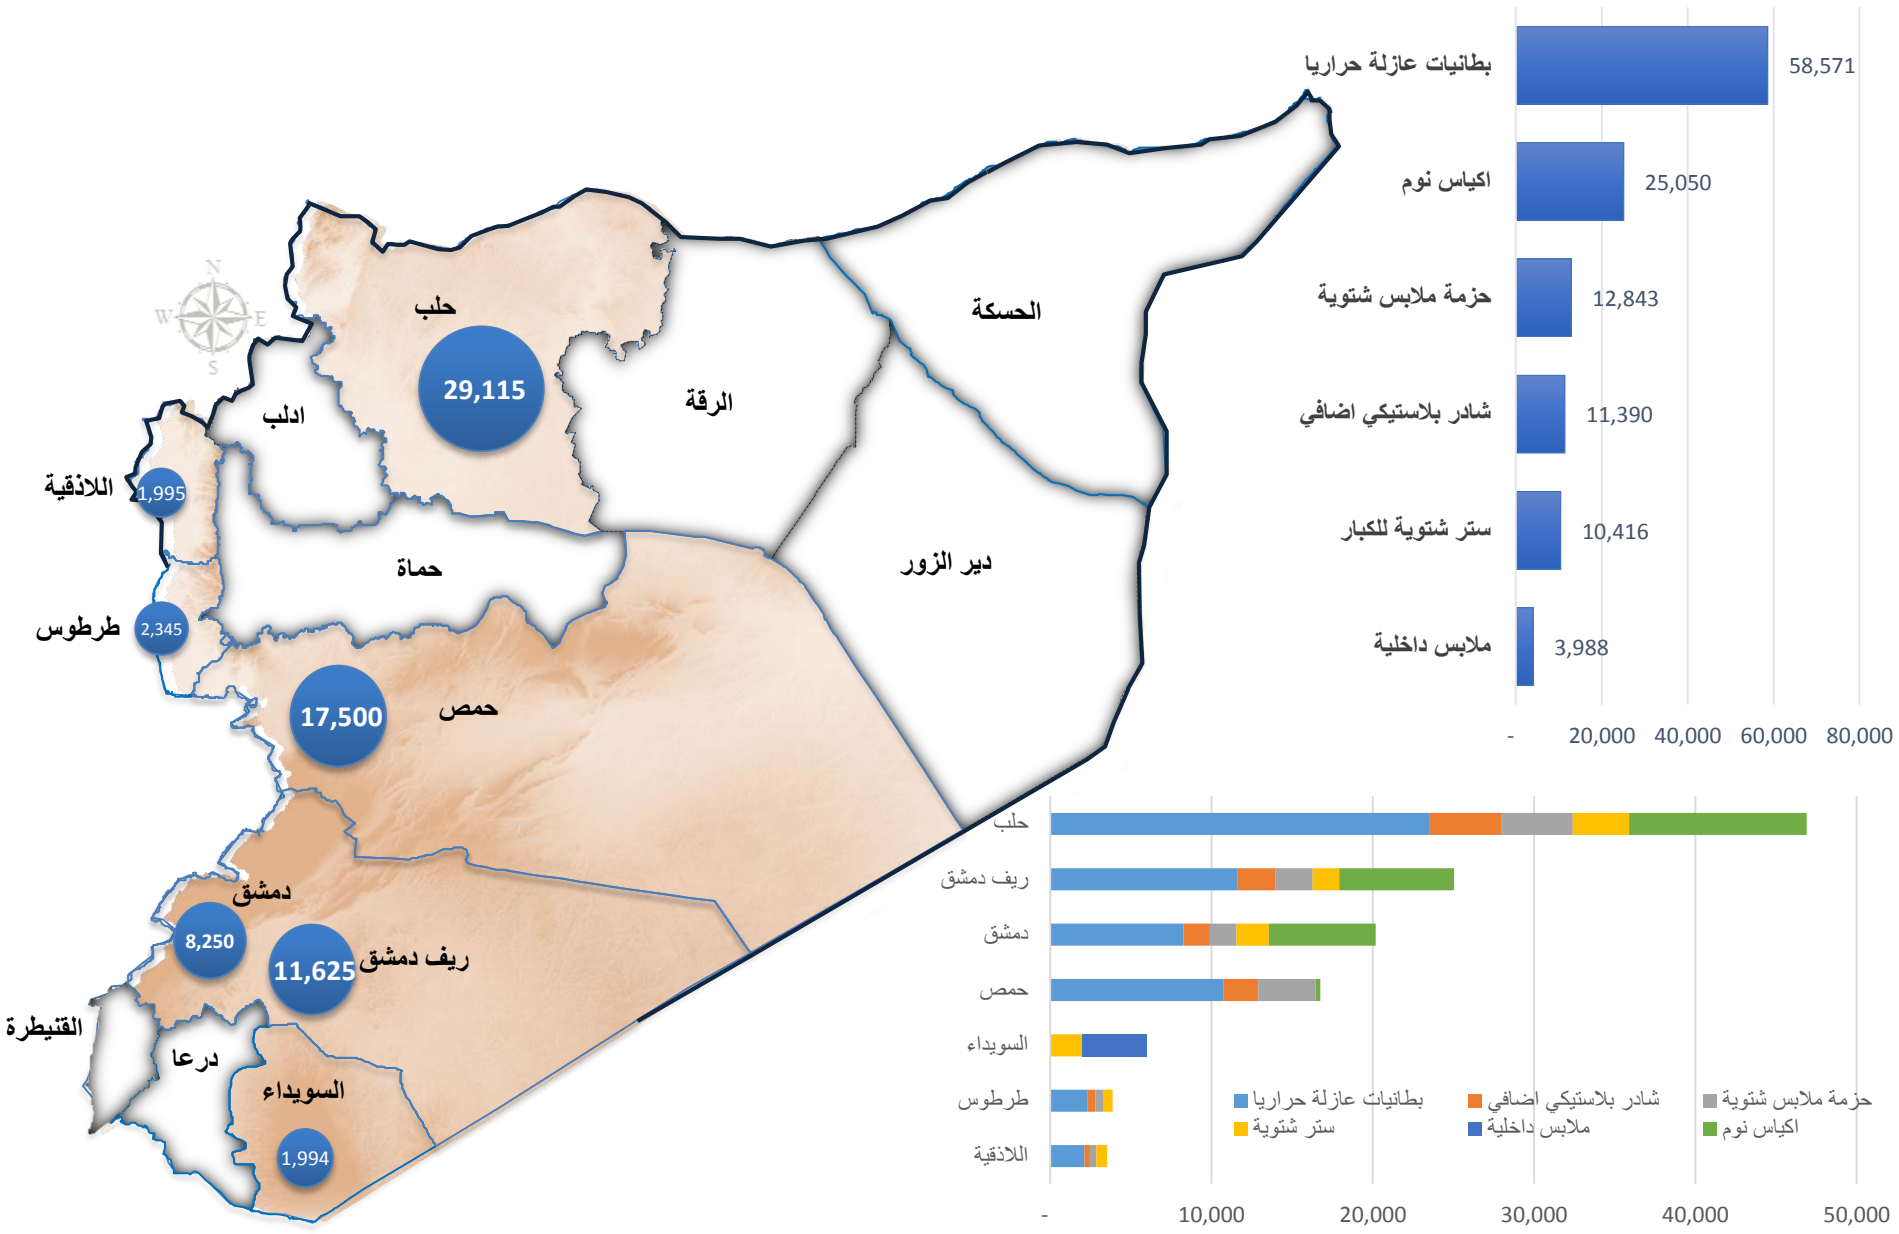 N
W
E
S
حلب
29,115
الحسكة
الرقة
ادلب
اللاذقية
1,995
حماة
دير الزور
طرطوس
2,345
حمص
17,500
دمشق
8,250
ريف دمشق
11,625
القنيطرة
درعا
السويداء
1,994
بطانيات عازلة حراريا
58,571
اكياس نوم
25,050
حزمة ملابس شتوية
12,843
شادر بلاستيكي اضافي
11,390
ستر شتوية للكبار
10,416
ملابس داخلية
3,988
- 20,000 40,000 60,000 80,000
حلب
ريف دمشق
دمشق
حمص
السويداء
طرطوس
اللاذقية
بطانيات عازلة حراريا
شادر بلاستيكي اضافي
حزمة ملابس شتوية
ستر شتوية
ملابس داخلية
اكياس نوم
- 10,000 20,000 30,000 40,000 50,000